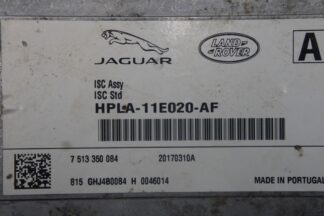 JAGUAR
LAND ROVER
A
ISC Assy
ISC Std
HPLA-11E020-AF
7 513 350 084 20170310A
815 GHJ480084 H 0046014
MADE IN PORTUGAL